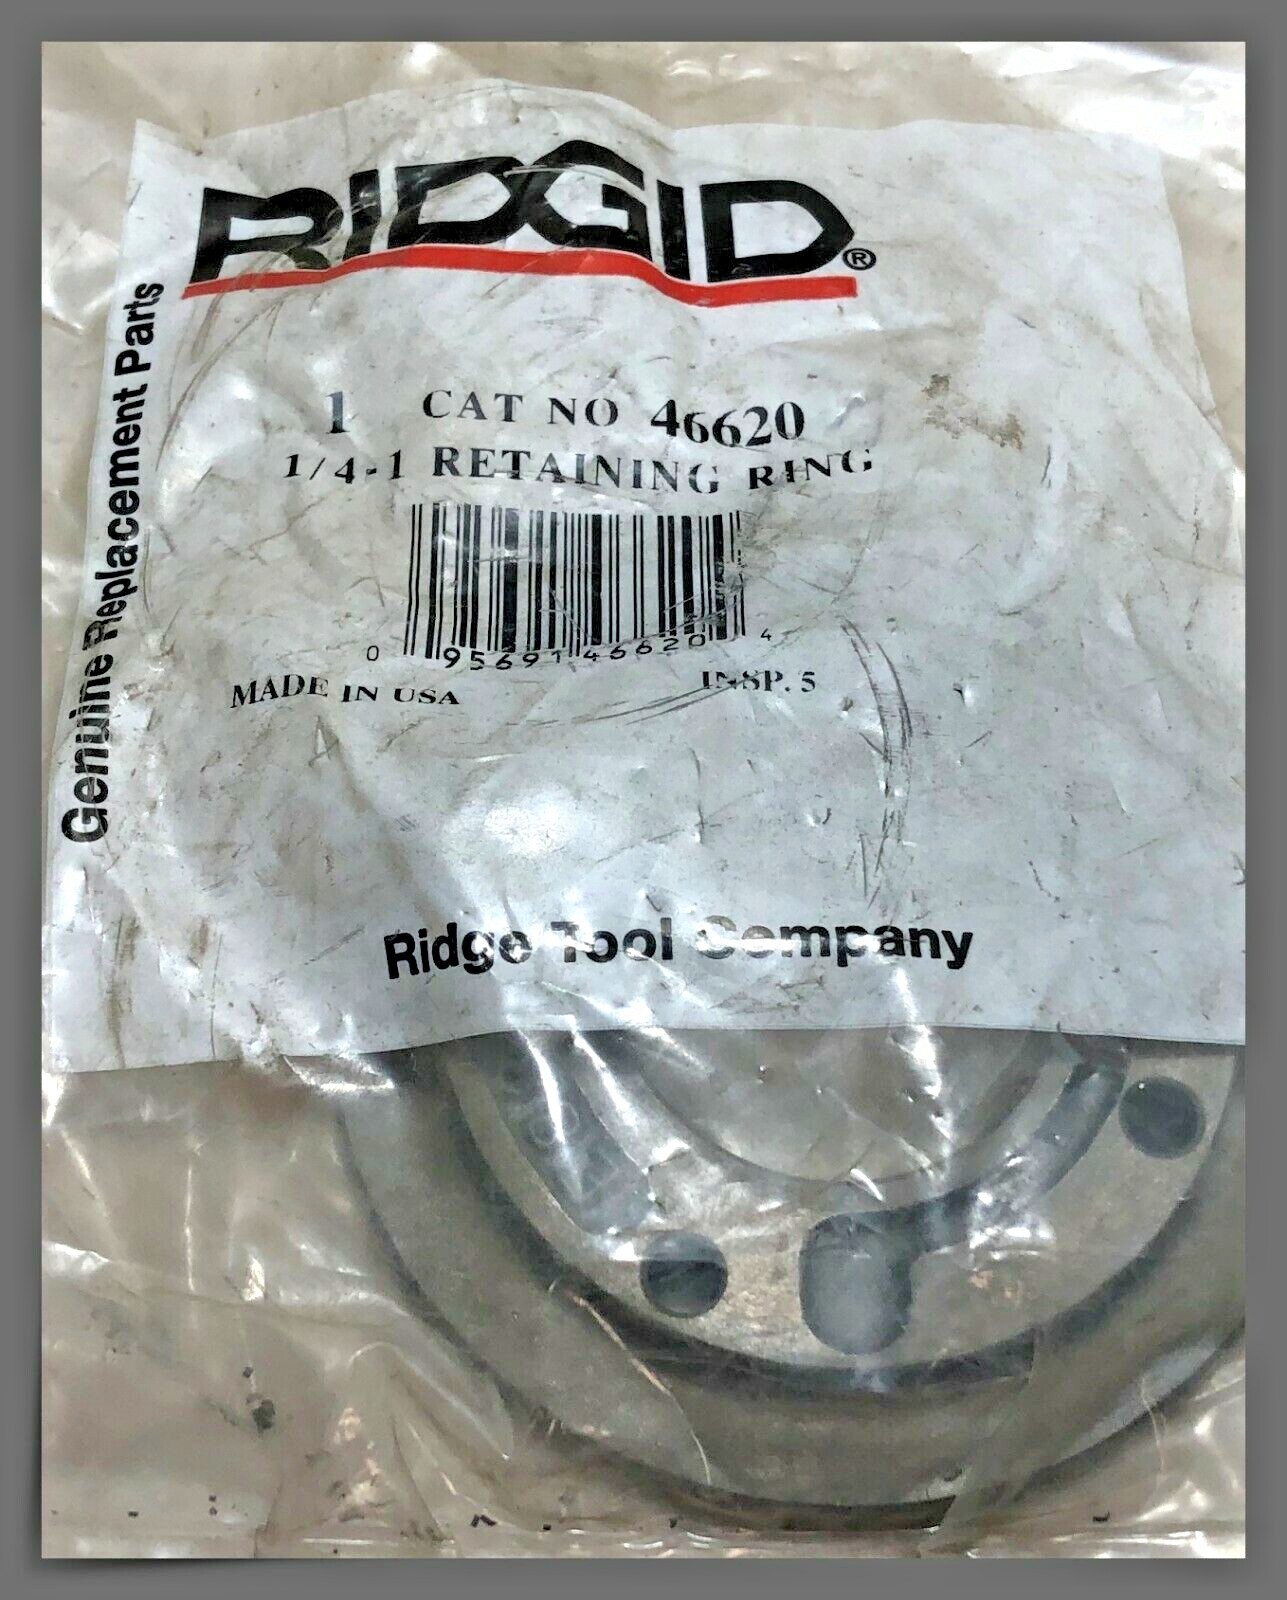 RIDGID®
Genuine Replacement Parts
1 CAT NO 46620
1/4-1 RETAINING RING
0 95691 46620 4
MADE IN USA INSP. 5
Ridge Tool Company